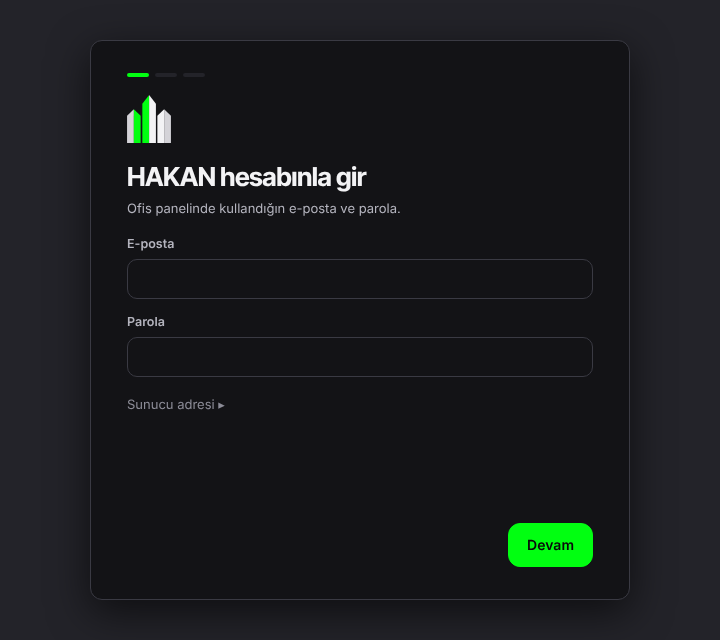 HAKAN hesabınla gir
Ofis panelinde kullandığın e-posta ve parola.
E-posta
Parola
Sunucu adresi ▸
Devam